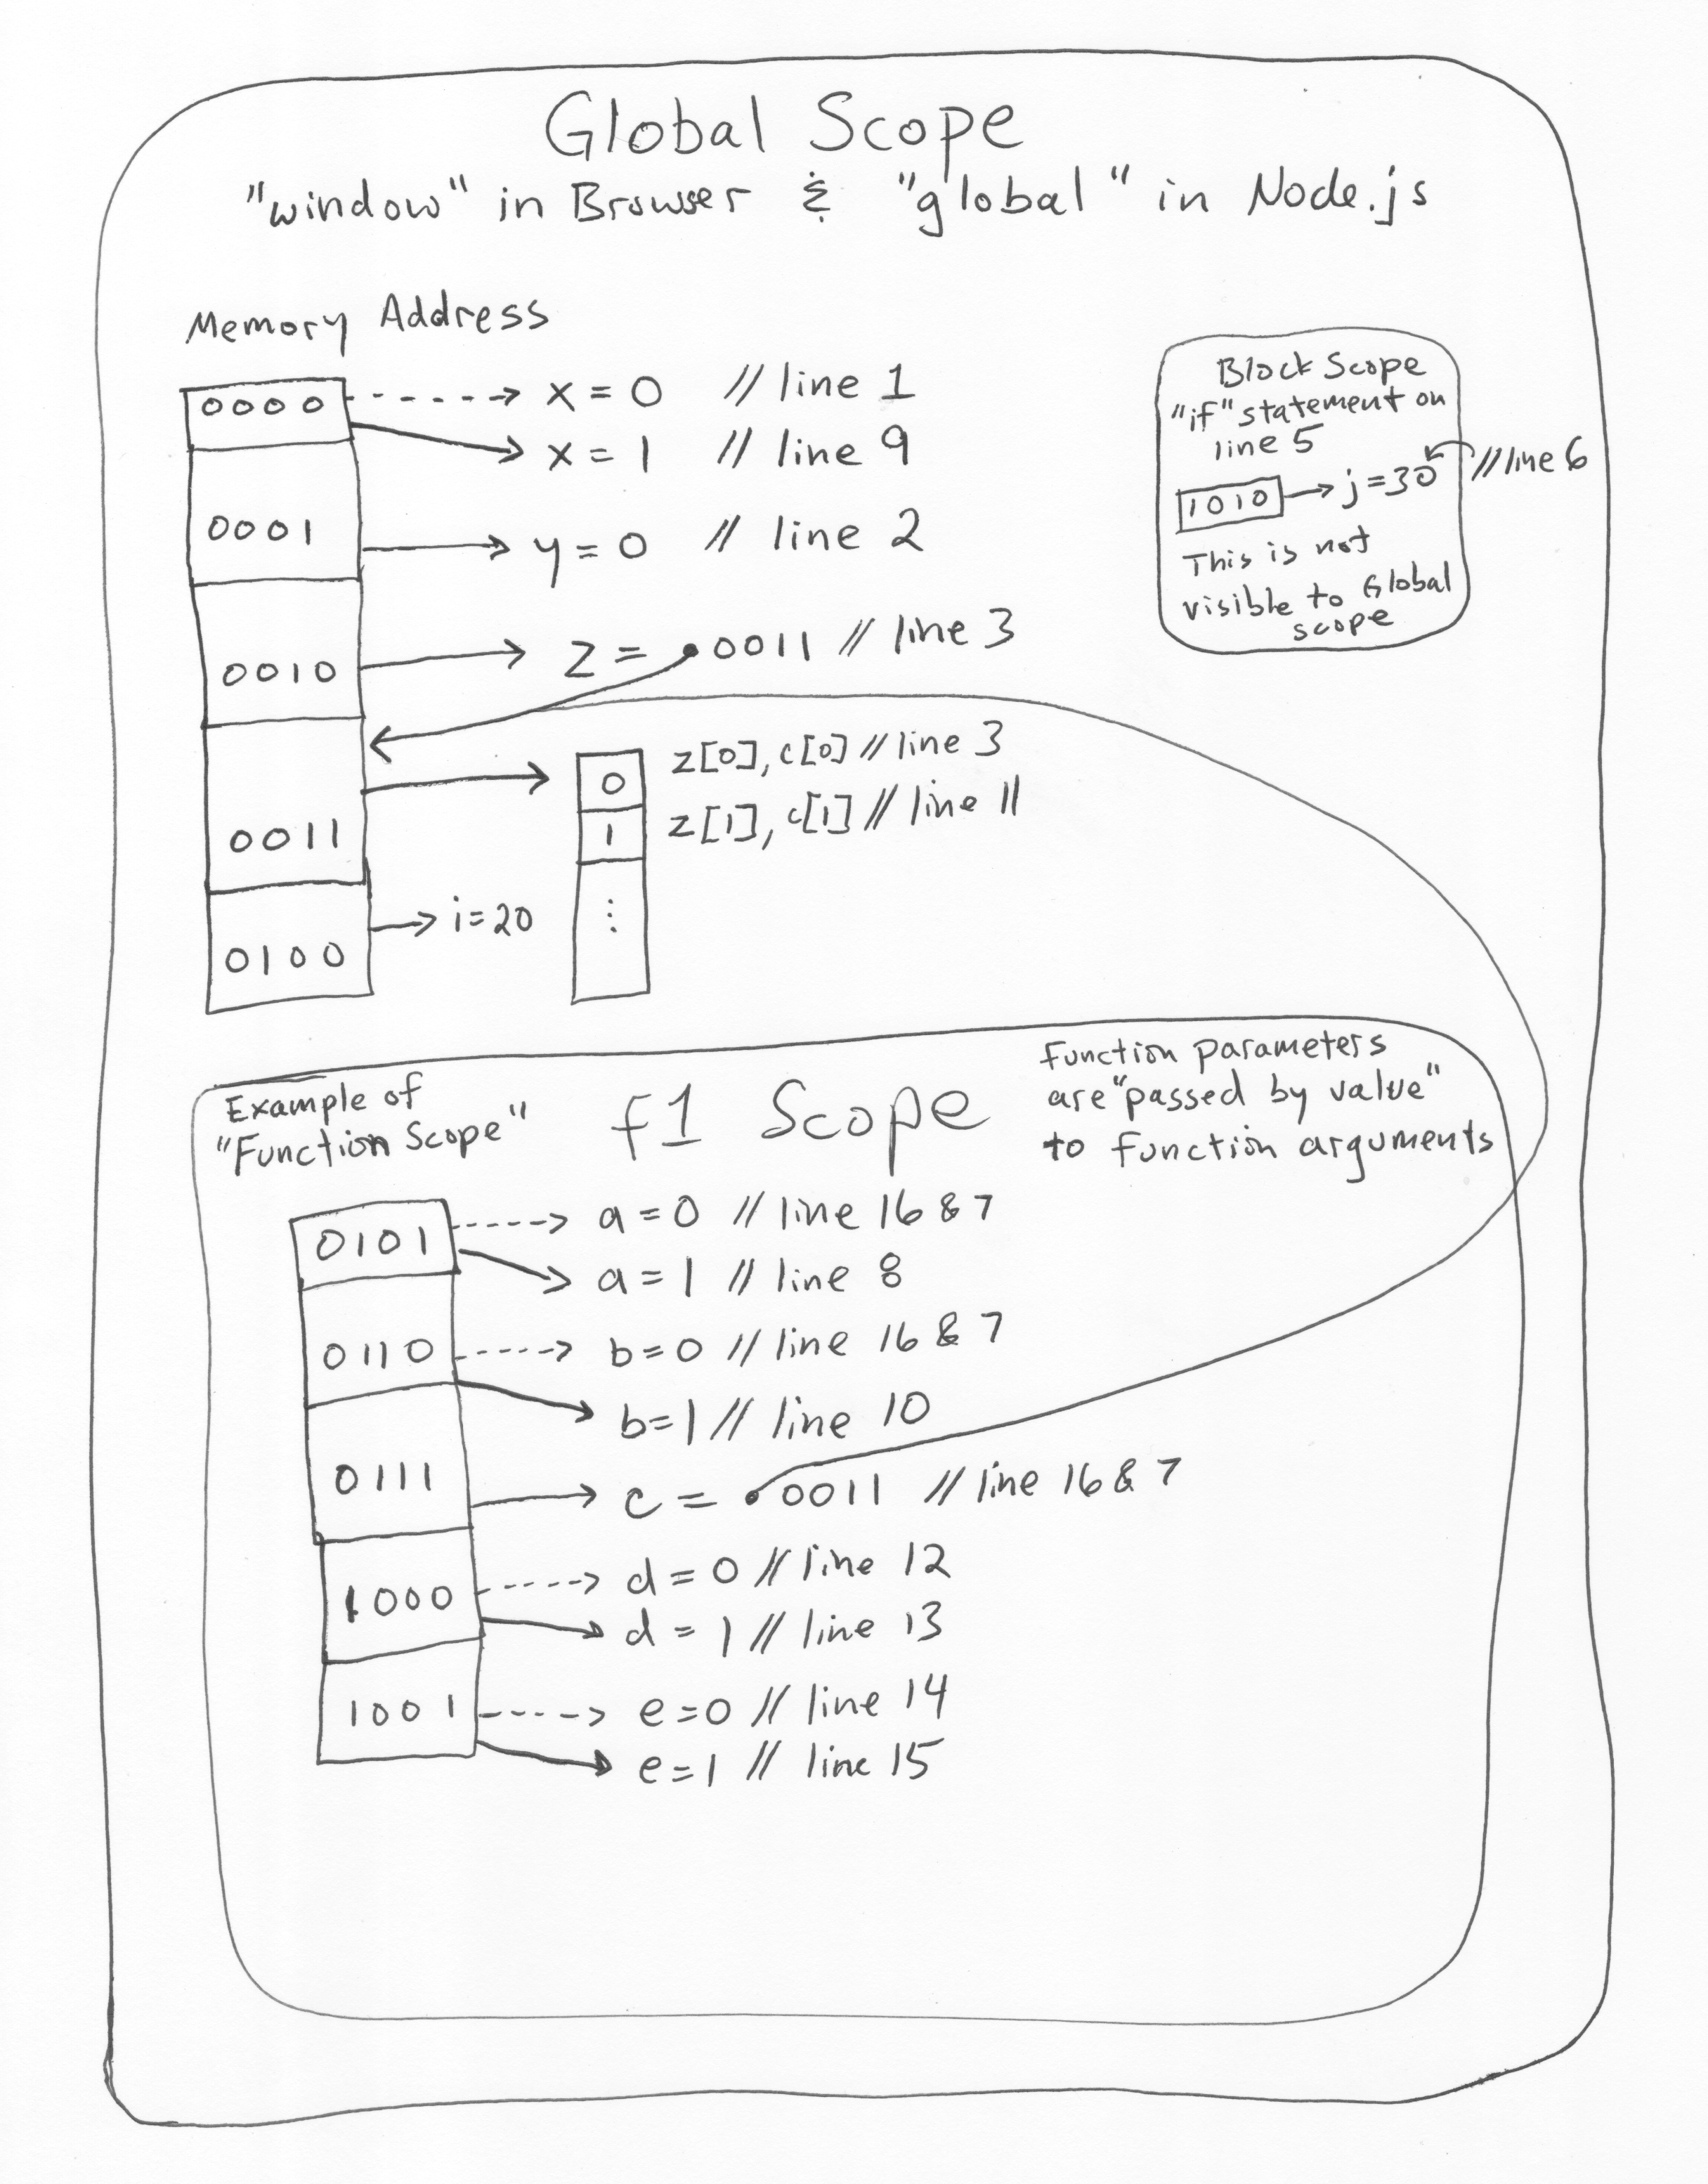 Global Scope
"window" in Browser & "global" in Node.js
Memory Address
0000
x = 0 // line 1
x = 1 // line 9
0001
y = 0 // line 2
0010
z = 0011 // line 3
0011
0 z[0], c[0] // line 3
1 z[1], c[1] // line 11
⋮
0100
i=20
Block Scope
"if" statement on
line 5
1010 j=30 //line 6
This is not
visible to Global
scope
Example of
"Function Scope"
f1 Scope
Function parameters
are "passed by value"
to function arguments
0101
a = 0 // line 16 & 7
a = 1 // line 8
0110
b=0 // line 16 & 7
b=1 // line 10
0111
c = 0011 // line 16 & 7
1000
d = 0 // line 12
d = 1 // line 13
1001
e=0 // line 14
e=1 // line 15